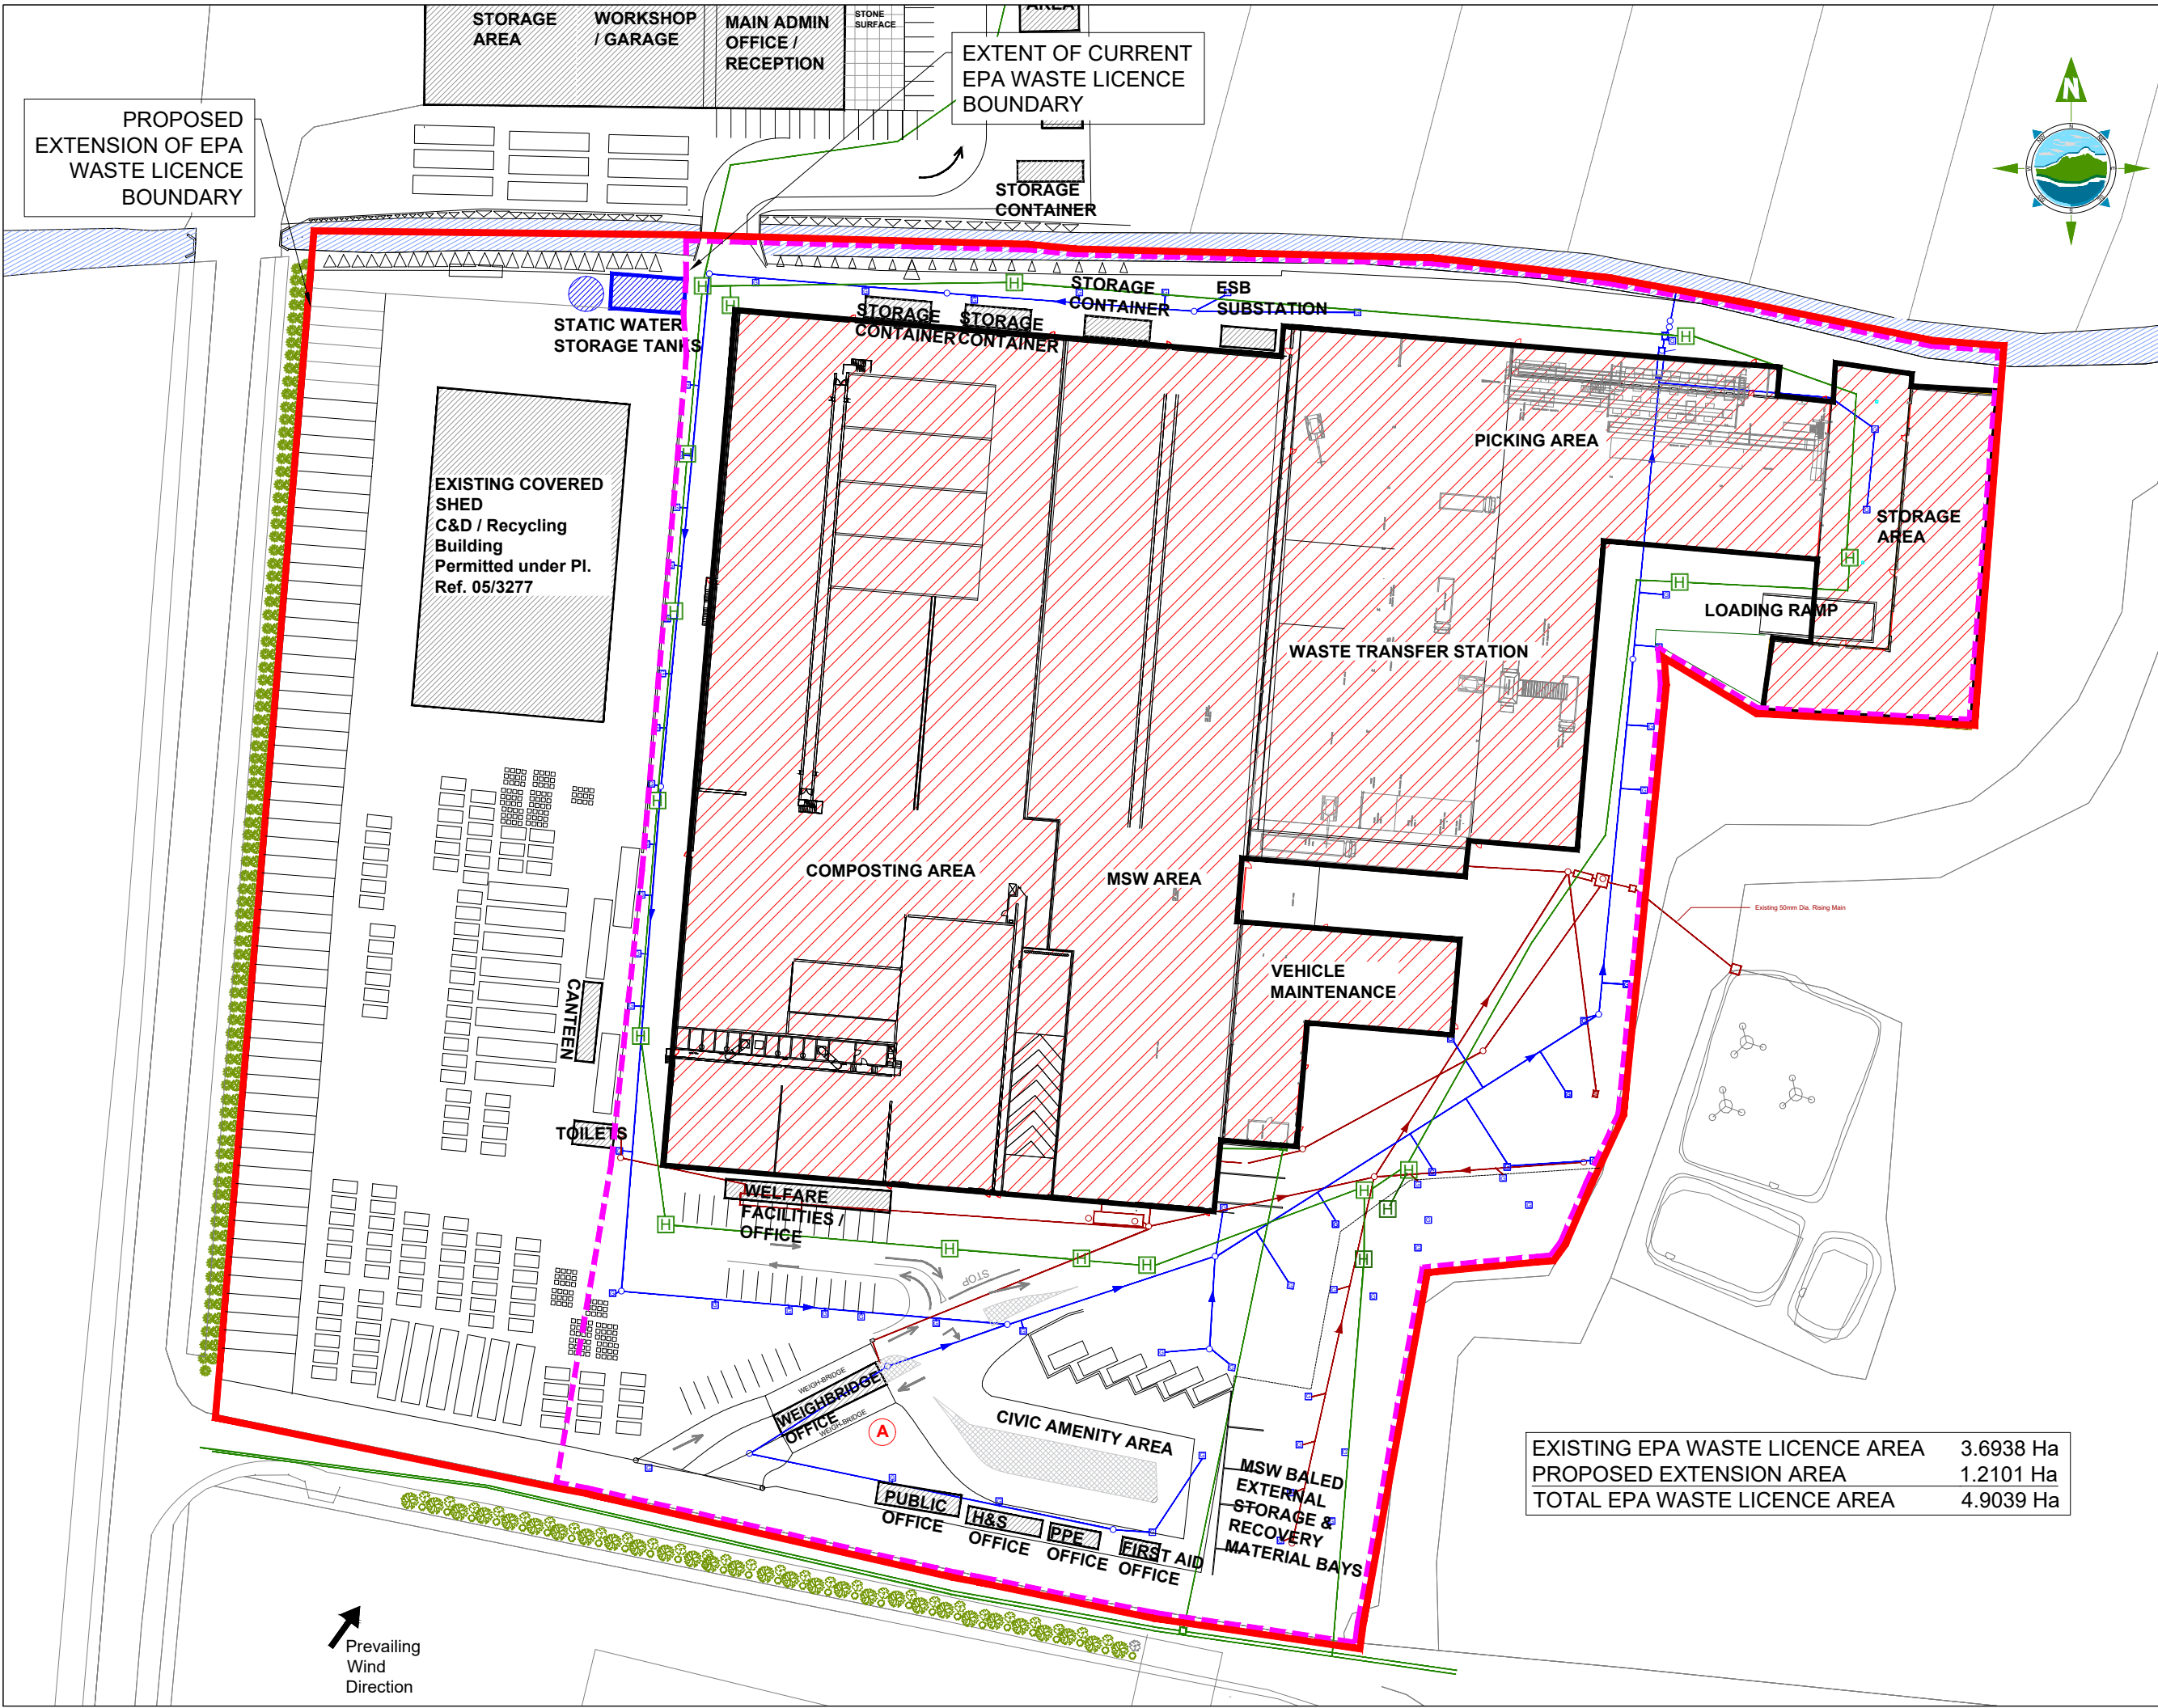 STORAGE
AREA
WORKSHOP
/ GARAGE
MAIN ADMIN
OFFICE /
RECEPTION
STONE
SURFACE
AREA
EXTENT OF CURRENT
EPA WASTE LICENCE
BOUNDARY
PROPOSED
EXTENSION OF EPA
WASTE LICENCE
BOUNDARY
N
STORAGE
CONTAINER
STATIC WATER
STORAGE TANKS
STORAGE
CONTAINER
STORAGE
CONTAINER
STORAGE
CONTAINER
ESB
SUBSTATION
H
H
H
H
PICKING AREA
EXISTING COVERED
SHED
C&D / Recycling
Building
Permitted under Pl.
Ref. 05/3277
H
STORAGE
AREA
H
H
H
LOADING RAMP
WASTE TRANSFER STATION
H
COMPOSTING AREA
MSW AREA
Existing 50mm Dia. Rising Main
VEHICLE
MAINTENANCE
CANTEEN
H
TOILETS
WELFARE
FACILITIES /
OFFICE
H
H
H
H
H
H
H
H
STOP
WEIGH-BRIDGE
WEIGHBRIDGE
OFFICE
WEIGH-BRIDGE
A
CIVIC AMENITY AREA
MSW BALED
EXTERNAL
STORAGE &
RECOVERY
MATERIAL BAYS
PUBLIC
OFFICE
H&S
OFFICE
PPE
OFFICE
FIRST AID
OFFICE
EXISTING EPA WASTE LICENCE AREA 3.6938 Ha
PROPOSED EXTENSION AREA 1.2101 Ha
TOTAL EPA WASTE LICENCE AREA 4.9039 Ha
Prevailing
Wind
Direction